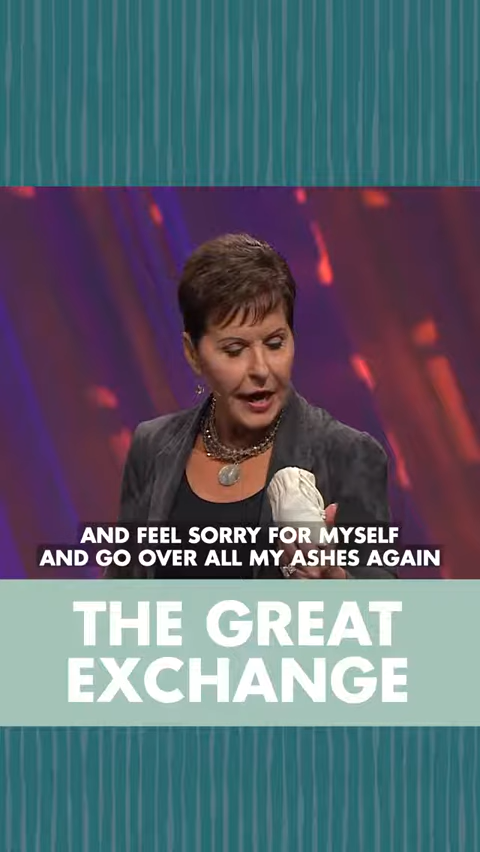 AND FEEL SORRY FOR MYSELF
AND GO OVER ALL MY ASHES AGAIN
THE GREAT
EXCHANGE